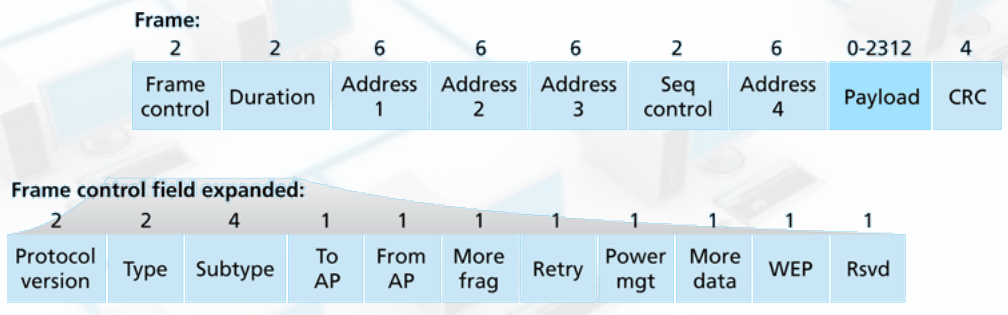 Frame:
2 2 6 6 6 2 6 0-2312 4
Frame control Duration Address 1 Address 2 Address 3 Seq control Address 4 Payload CRC
Frame control field expanded:
2 2 4 1 1 1 1 1 1 1 1
Protocol version Type Subtype To AP From AP More frag Retry Power mgt More data WEP Rsvd